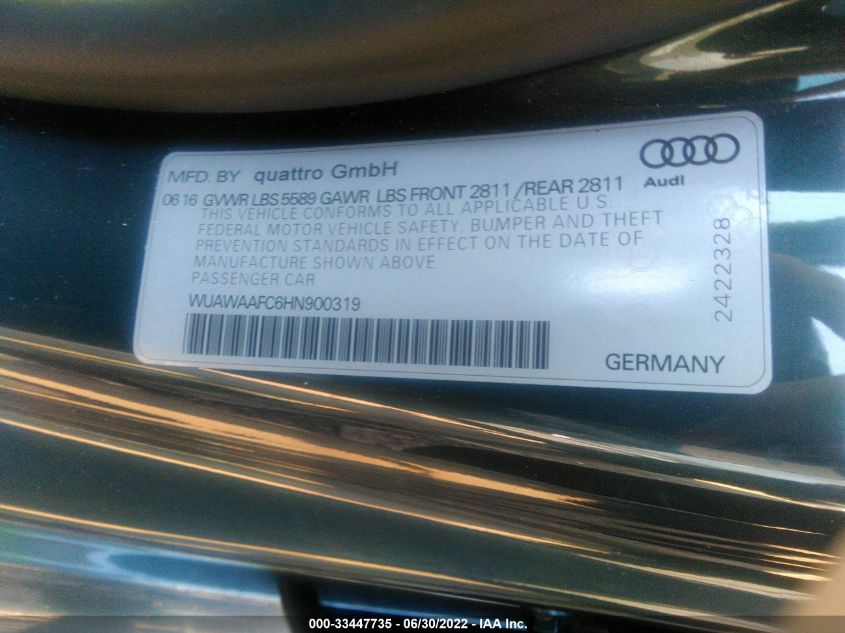 MFD. BY quattro GmbH
Audi
06 16 GVWR LBS 5589 GAWR LBS FRONT 2811 /REAR 2811
THIS VEHICLE CONFORMS TO ALL APPLICABLE U.S.
FEDERAL MOTOR VEHICLE SAFETY, BUMPER AND THEFT
PREVENTION STANDARDS IN EFFECT ON THE DATE OF
MANUFACTURE SHOWN ABOVE
PASSENGER CAR
WUAWAAFC6HN900319
GERMANY
2422328
000-33447735 - 06/30/2022 - IAA Inc.